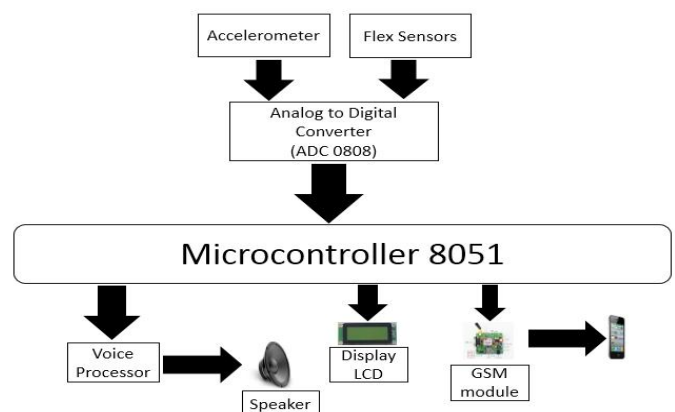 Accelerometer
Flex Sensors
Analog to Digital
Converter
(ADC 0808)
Microcontroller 8051
Voice
Processor
Speaker
Display
LCD
GSM
module